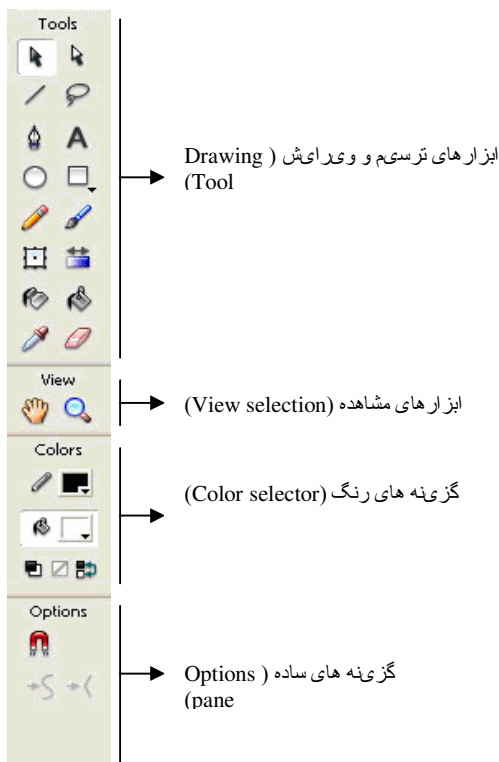 Tools
A
ابزارهای ترسیم و ویرایش ( Drawing
(Tool
View
ابزارهای مشاهده (View selection)
Colors
گزینه های رنگ (Color selector)
Options
گزینه های ساده ( Options
(pane